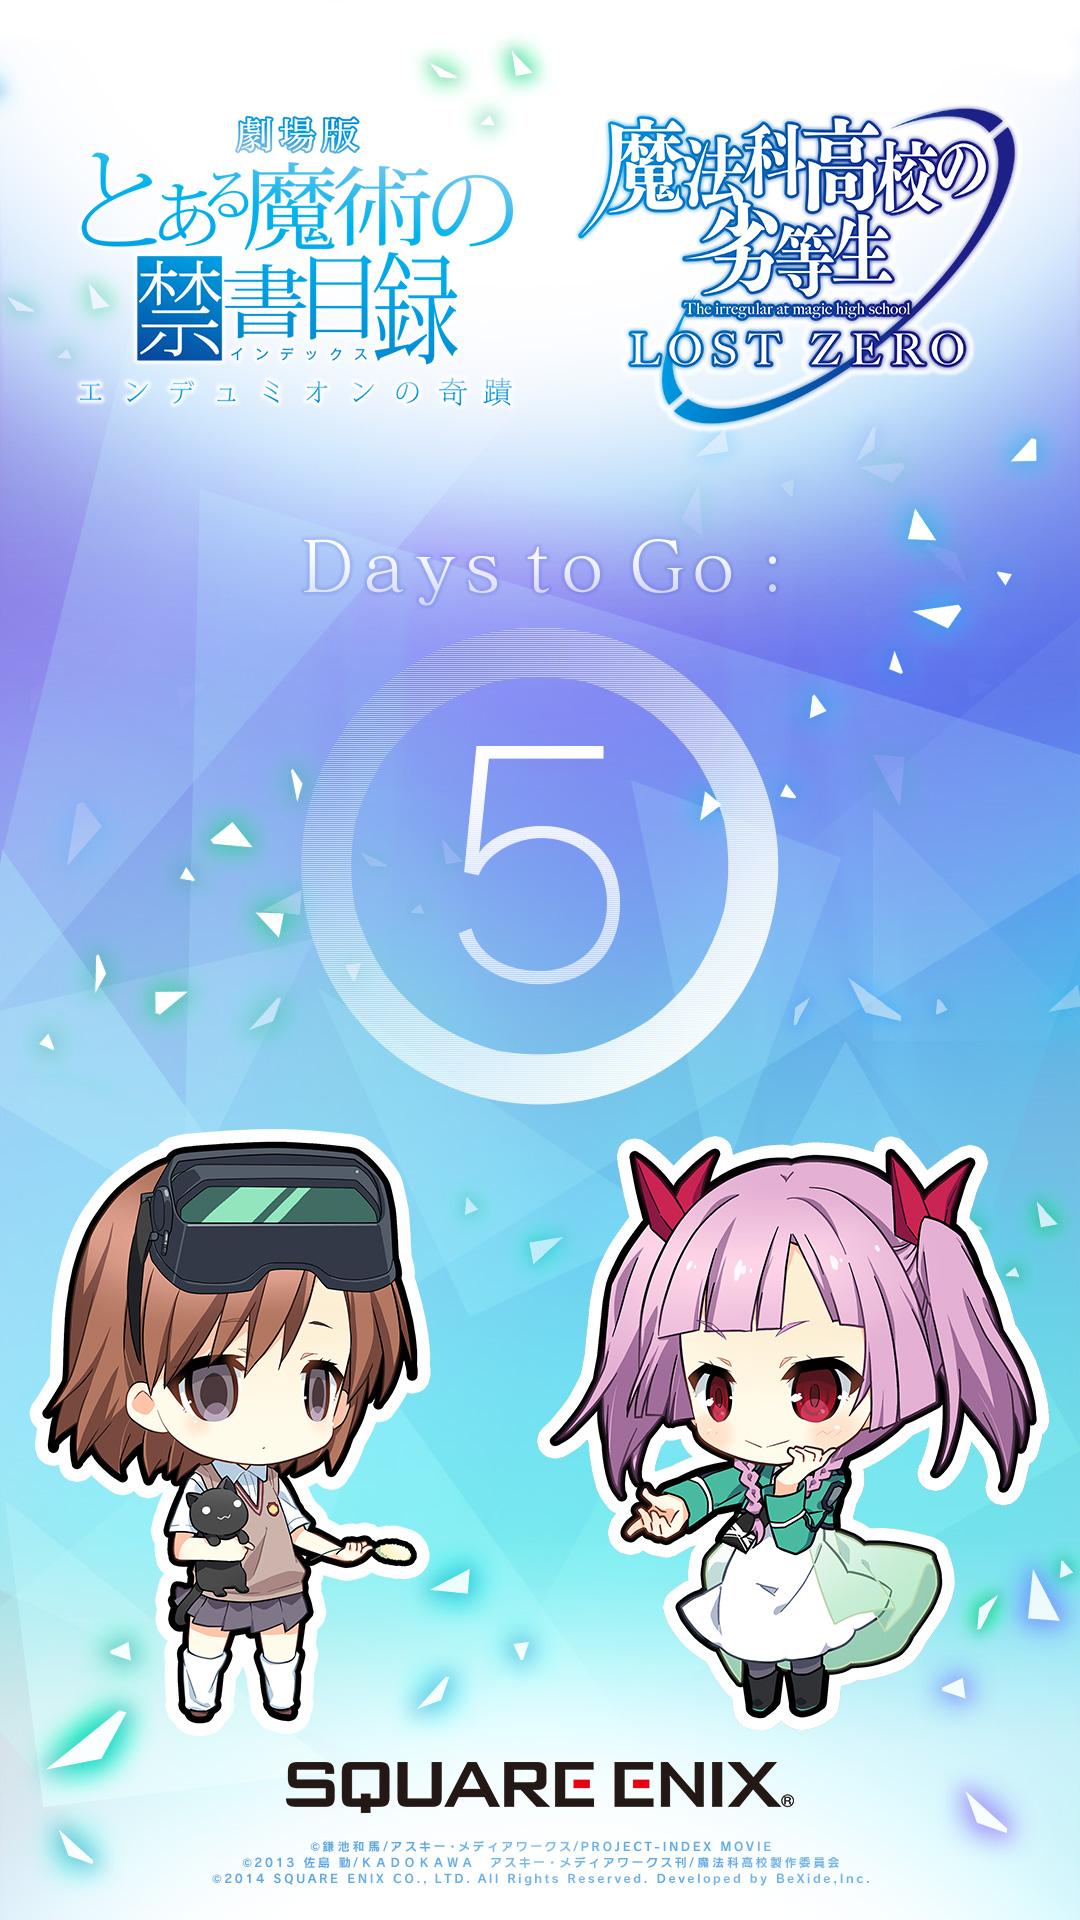 劇場版
とある魔術の
禁書目録
インデックス
エンデュミオンの奇蹟
魔法科高校の
劣等生
The irregular at magic high school
LOST ZERO
Days to Go :
5
SQUARE ENIX®
©鎌池和馬/アスキー・メディアワークス/PROJECT-INDEX MOVIE
©2013 佐島 勤/KADOKAWA アスキー・メディアワークス刊/魔法科高校製作委員会
©2014 SQUARE ENIX CO., LTD. All Rights Reserved. Developed by BeXide,Inc.